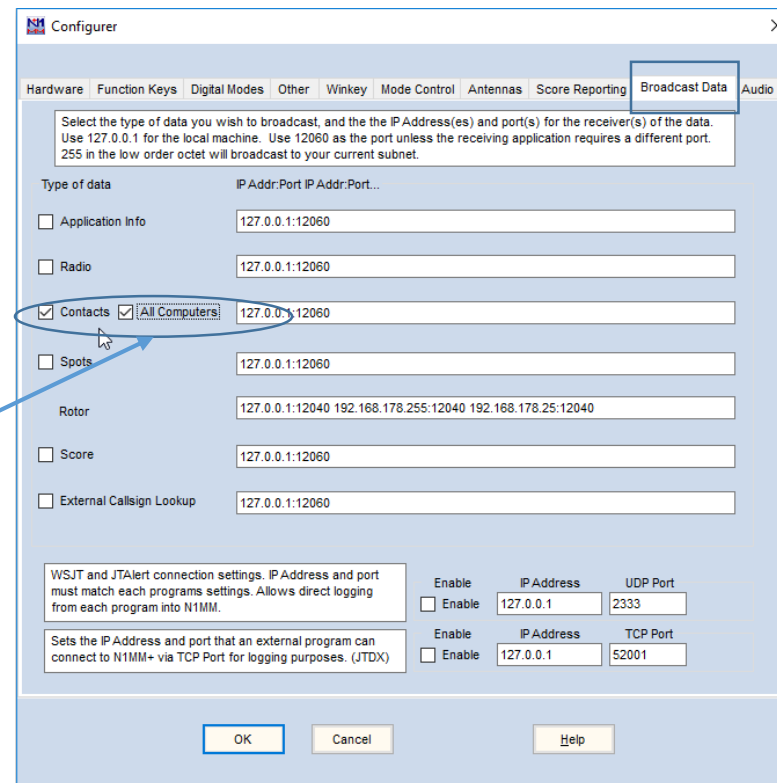 N1MM
Configurer
Hardware Function Keys Digital Modes Other Winkey Mode Control Antennas Score Reporting Broadcast Data Audio
Select the type of data you wish to broadcast, and the the IP Address(es) and port(s) for the receiver(s) of the data.
Use 127.0.0.1 for the local machine. Use 12060 as the port unless the receiving application requires a different port.
255 in the low order octet will broadcast to your current subnet.
Type of data IP Addr:Port IP Addr:Port...
Application Info 127.0.0.1:12060
Radio 127.0.0.1:12060
Contacts All Computers 127.0.0.1:12060
Spots 127.0.0.1:12060
Rotor 127.0.0.1:12040 192.168.178.255:12040 192.168.178.25:12040
Score 127.0.0.1:12060
External Callsign Lookup 127.0.0.1:12060
WSJT and JTAlert connection settings. IP Address and port
must match each programs settings. Allows direct logging
from each program into N1MM.
Enable IP Address UDP Port
Enable 127.0.0.1 2333
Sets the IP Address and port that an external program can
connect to N1MM+ via TCP Port for logging purposes. (JTDX)
Enable IP Address TCP Port
Enable 127.0.0.1 52001
OK Cancel Help